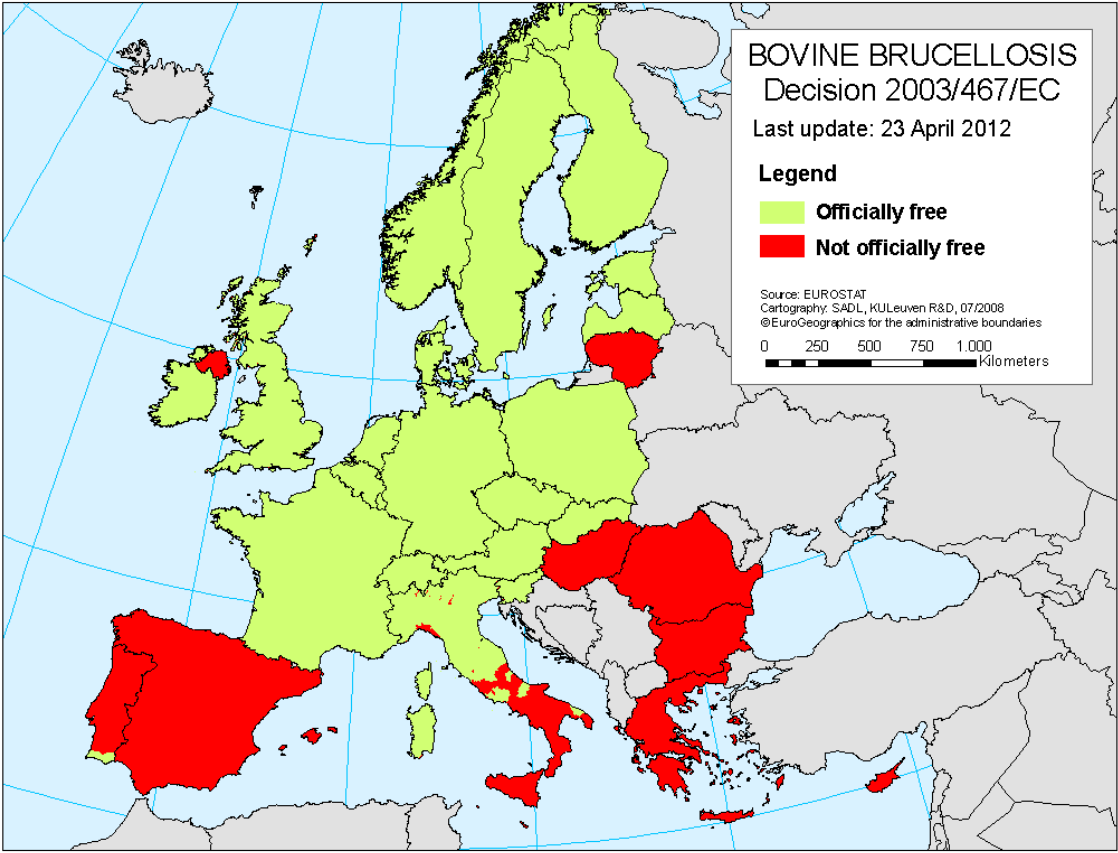 BOVINE BRUCELLOSIS
Decision 2003/467/EC
Last update: 23 April 2012
Legend
Officially free
Not officially free
Source: EUROSTAT
Cartography: SADL, KULeuven R&D, 07/2008
©EuroGeographics for the administrative boundaries
0 250 500 750 1.000
Kilometers